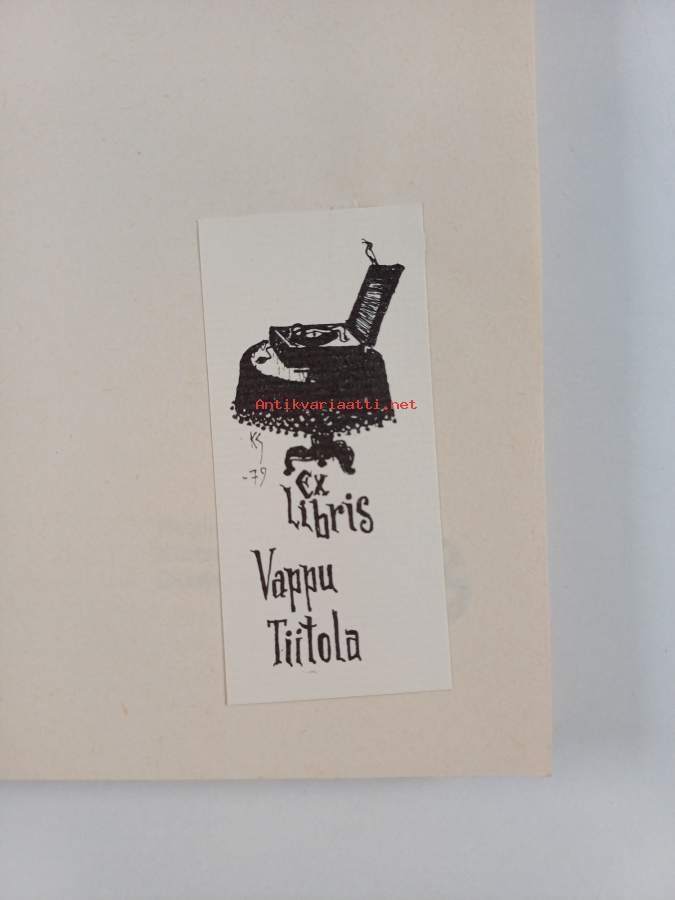 Antikvariaatti.net
KS
-79
Ex
Libris
Vappu
Tiitola